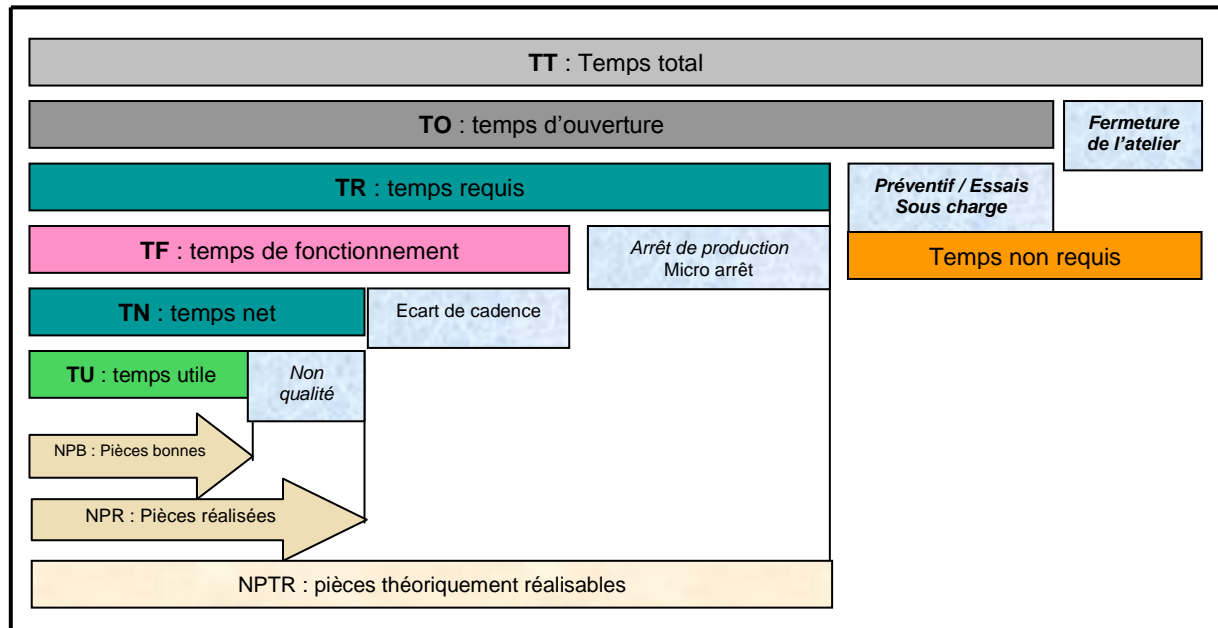 TT : Temps total
TO : temps d’ouverture
Fermeture
de l’atelier
TR : temps requis
Préventif / Essais
Sous charge
TF : temps de fonctionnement
Arrêt de production
Micro arrêt
Temps non requis
TN : temps net
Ecart de cadence
TU : temps utile
Non
qualité
NPB : Pièces bonnes
NPR : Pièces réalisées
NPTR : pièces théoriquement réalisables